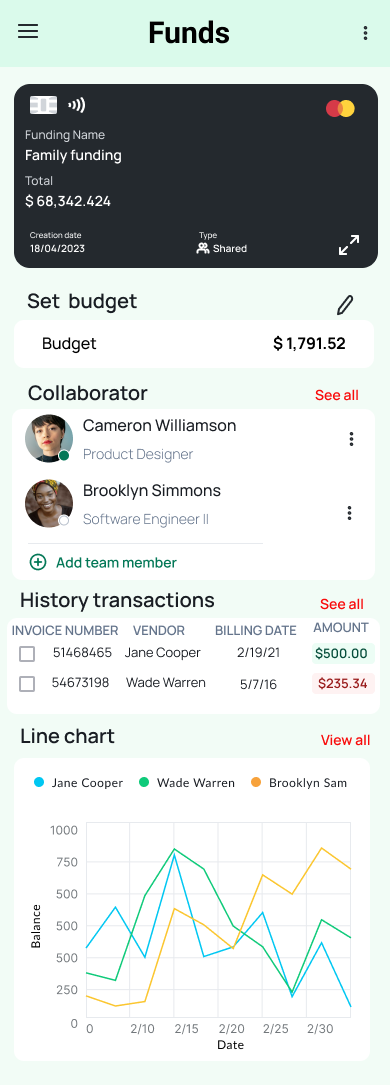 Funds
Funding Name
Family funding
Total
$ 68,342.424
Creation date Type
18/04/2023 Shared
Set budget
Budget $ 1,791.52
Collaborator See all
Cameron Williamson
Product Designer
Brooklyn Simmons
Software Engineer II
Add team member
History transactions See all
INVOICE NUMBER VENDOR BILLING DATE AMOUNT
51468465 Jane Cooper 2/19/21 $500.00
54673198 Wade Warren 5/7/16 $235.34
Line chart View all
Jane Cooper Wade Warren Brooklyn Sam
1000
750
500
500
500
250
0
Balance
0 2/10 2/15 2/20 2/25 2/30
Date